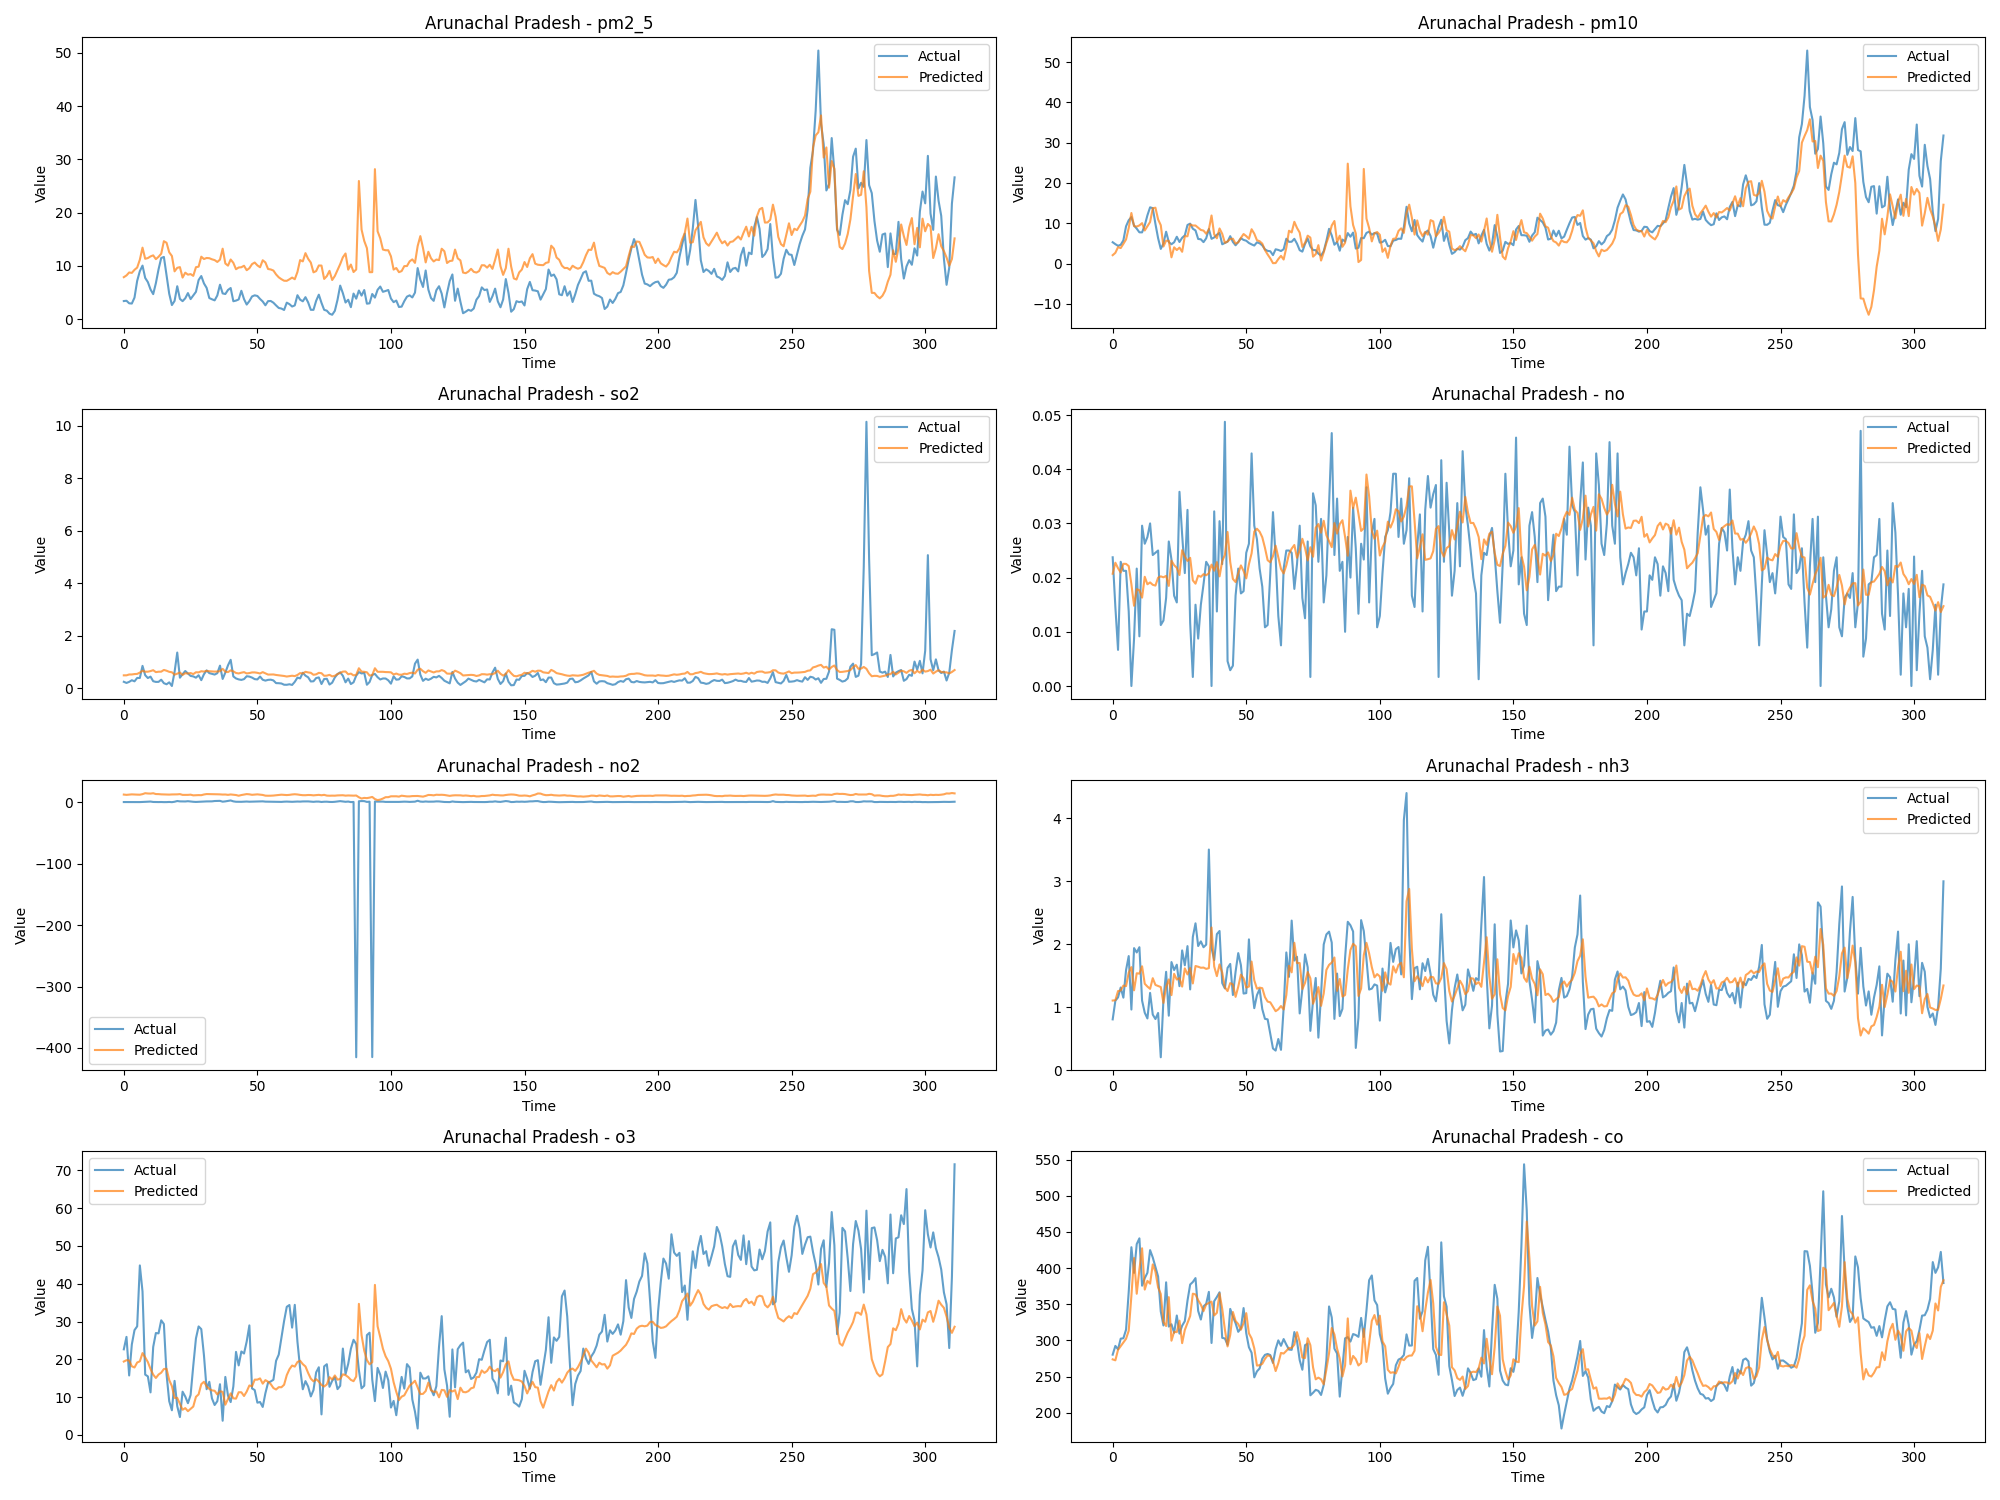 Arunachal Pradesh - pm2_5
Value
50
40
30
20
10
0
0 50 100 150 200 250 300
Time
Actual
Predicted
Arunachal Pradesh - pm10
Value
50
40
30
20
10
0
−10
0 50 100 150 200 250 300
Time
Actual
Predicted
Arunachal Pradesh - so2
Value
10
8
6
4
2
0
0 50 100 150 200 250 300
Time
Actual
Predicted
Arunachal Pradesh - no
Value
0.05
0.04
0.03
0.02
0.01
0.00
0 50 100 150 200 250 300
Time
Actual
Predicted
Arunachal Pradesh - no2
Value
0
−100
−200
−300
−400
0 50 100 150 200 250 300
Time
Actual
Predicted
Arunachal Pradesh - nh3
Value
4
3
2
1
0
0 50 100 150 200 250 300
Time
Actual
Predicted
Arunachal Pradesh - o3
Value
70
60
50
40
30
20
10
0
0 50 100 150 200 250 300
Time
Actual
Predicted
Arunachal Pradesh - co
Value
550
500
450
400
350
300
250
200
0 50 100 150 200 250 300
Time
Actual
Predicted